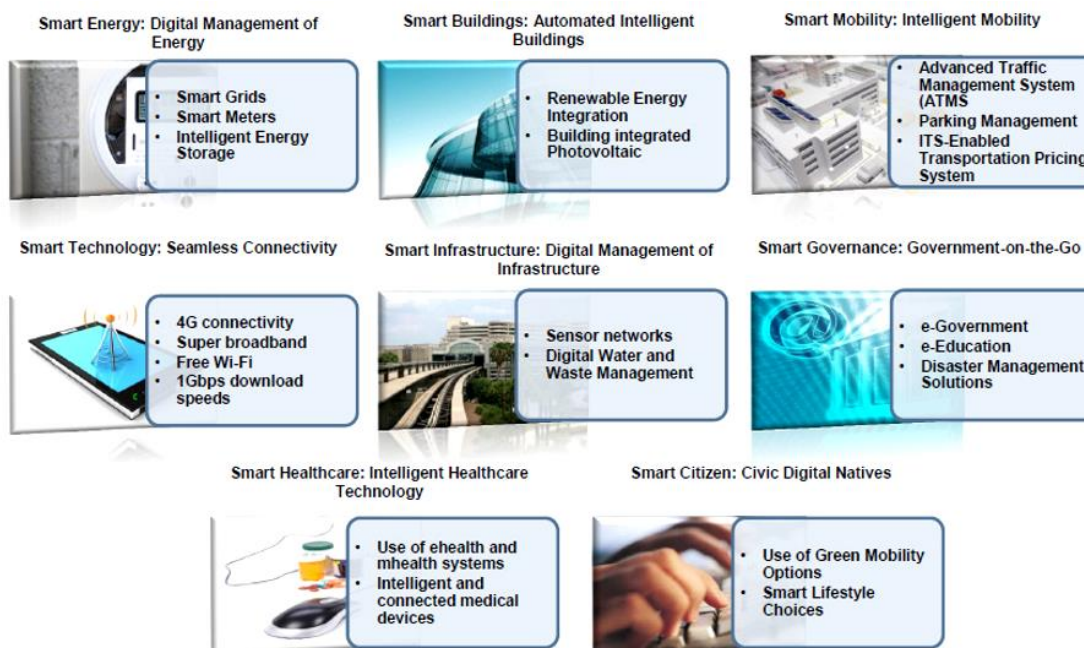 Smart Energy: Digital Management of
Energy
• Smart Grids
• Smart Meters
• Intelligent Energy
Storage
Smart Buildings: Automated Intelligent
Buildings
• Renewable Energy
Integration
• Building integrated
Photovoltaic
Smart Mobility: Intelligent Mobility
• Advanced Traffic
Management System
(ATMS
• Parking Management
• ITS-Enabled
Transportation Pricing
System
Smart Technology: Seamless Connectivity
• 4G connectivity
• Super broadband
• Free Wi-Fi
• 1Gbps download
speeds
Smart Infrastructure: Digital Management of
Infrastructure
• Sensor networks
• Digital Water and
Waste Management
Smart Governance: Government-on-the-Go
@
• e-Government
• e-Education
• Disaster Management
Solutions
Smart Healthcare: Intelligent Healthcare
Technology
• Use of ehealth and
mhealth systems
• Intelligent and
connected medical
devices
Smart Citizen: Civic Digital Natives
• Use of Green Mobility
Options
• Smart Lifestyle
Choices